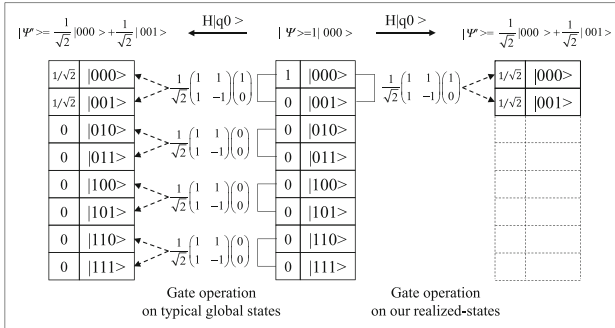 |Ψ'>= 1/√2 |000>+ 1/√2 |001>
H|q0 >
|Ψ>=1|000>
H|q0 >
|Ψ'>= 1/√2 |000>+ 1/√2 |001>
1/√2 |000>
1/√2 |001>
0 |010>
0 |011>
0 |100>
0 |101>
0 |110>
0 |111>
1/√2 (1 1 1 -1)(1 0)
1/√2 (1 1 1 -1)(0 0)
1/√2 (1 1 1 -1)(0 0)
1/√2 (1 1 1 -1)(0 0)
1 |000>
0 |001>
0 |010>
0 |011>
0 |100>
0 |101>
0 |110>
0 |111>
1/√2 (1 1 1 -1)(1 0)
1/√2 |000>
1/√2 |001>
Gate operation
on typical global states
Gate operation
on our realized-states